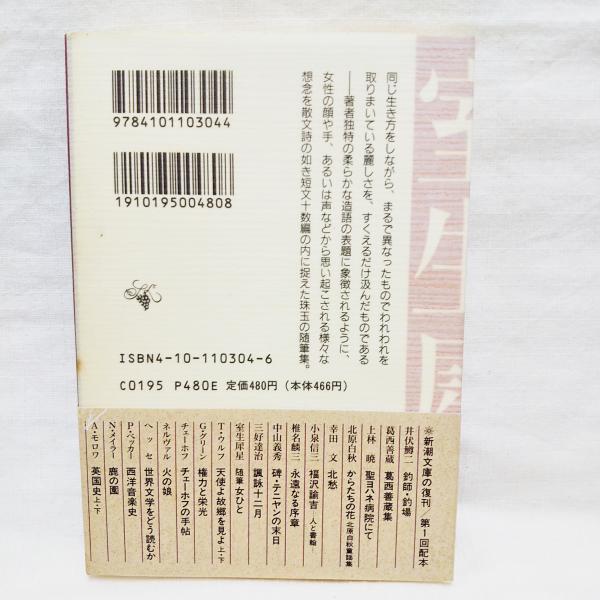 室生犀
同じ生き方をしながら、まるで異なったものでわれわれを
取りまいている麗しさを、すくえるだけ汲んだものである
――著者独特の柔らかな造語の表題に象徴されるように、
女性の顔や手、あるいは声などから思い起こされる様々な
想念を散文詩の如き短文十数編の内に捉えた珠玉の随筆集。
9784101103044
1910195004808
ISBN4-10-110304-6
C0195 P480E 定価480円(本体466円)
新潮文庫の復刊/第1回配本
井伏鱒二 釣師・釣場
葛西善蔵 葛西善蔵集
上林 暁 聖ヨハネ病院にて
北原白秋 からたちの花 北原白秋童謡集
幸田 文 北愁
小泉信三 福沢諭吉 ―人と書翰―
椎名麟三 永遠なる序章
中山義秀 碑・テニヤンの末日
三好達治 諷詠十二月
室生犀星 随筆 女ひと
T・ウルフ 天使よ故郷を見よ 上・下
G・グリーン 権力と栄光
チェーホフ チェーホフの手帖
ネルヴァル 火の娘
ヘッセ 世界文学をどう読むか
P・ベッカー 西洋音楽史
N・メイラー 鹿の園
A・モロワ 英国史 上・下